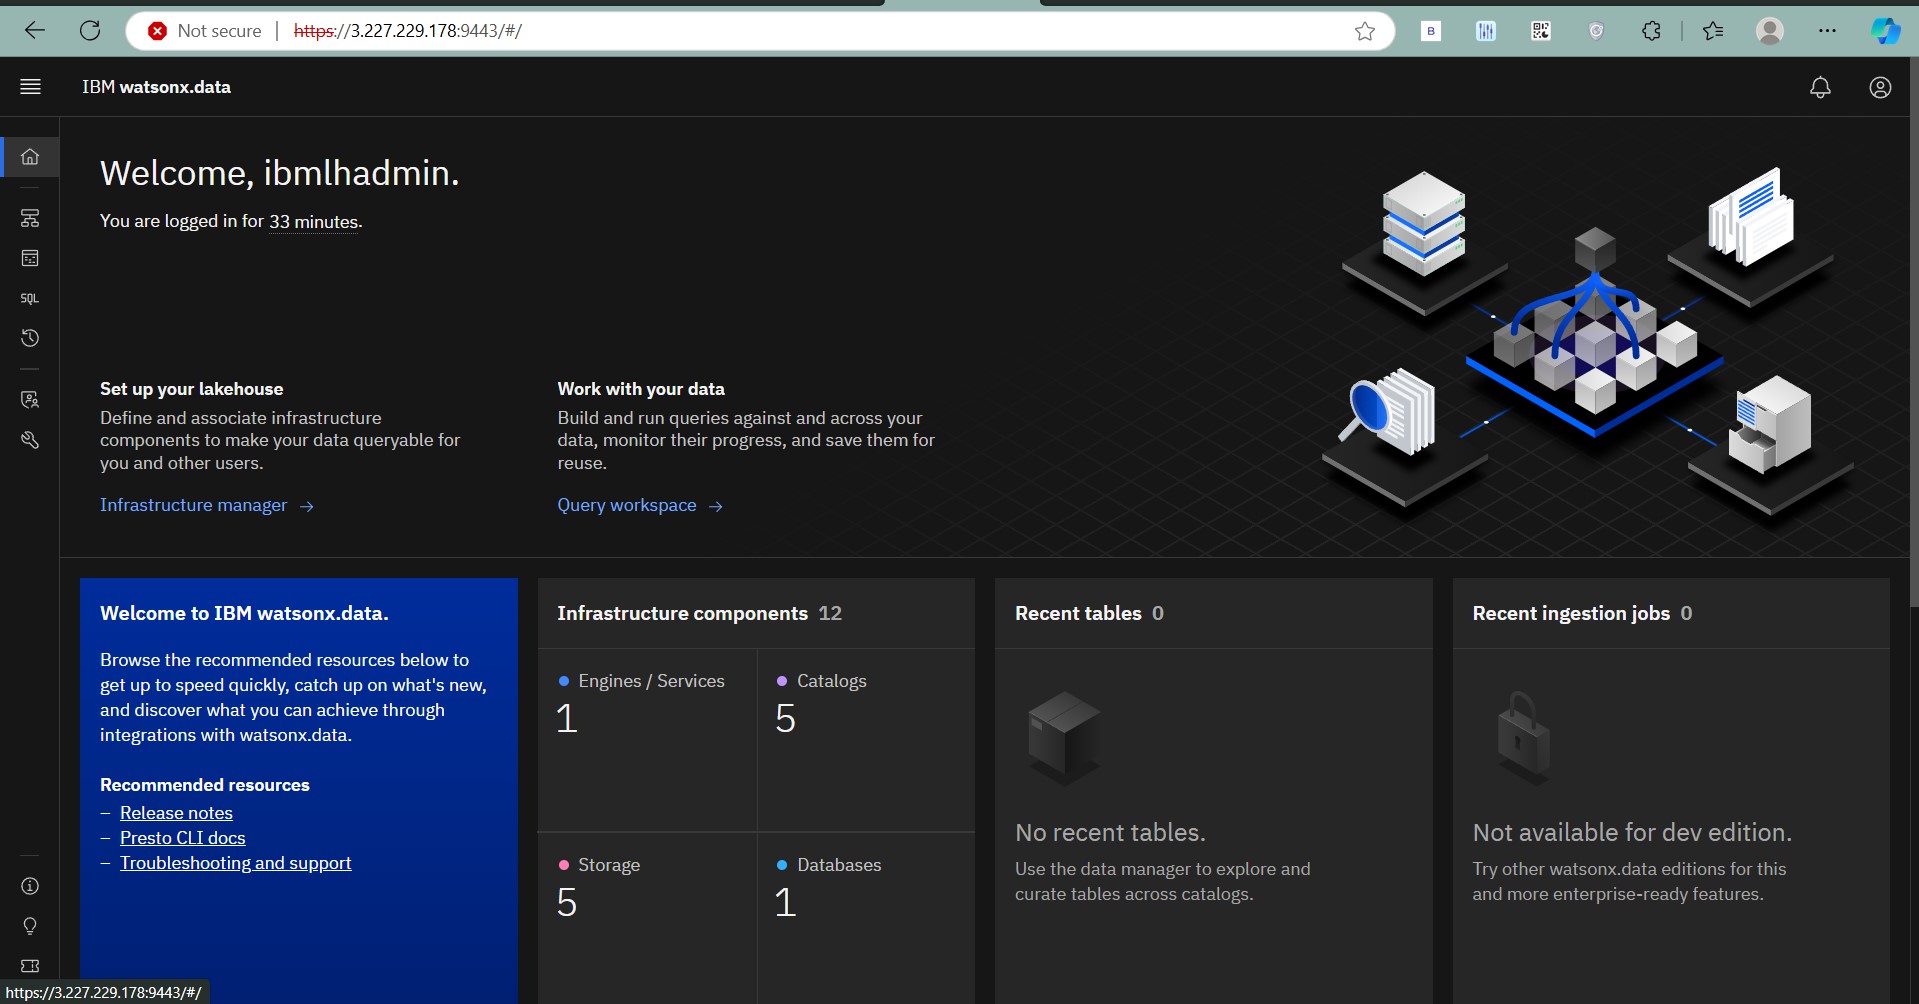 Not secure
https://3.227.229.178:9443/#/
B
IBM watsonx.data
SQL
Welcome, ibmlhadmin.
You are logged in for 33 minutes.
Set up your lakehouse
Define and associate infrastructure
components to make your data queryable for
you and other users.
Infrastructure manager →
Work with your data
Build and run queries against and across your
data, monitor their progress, and save them for
reuse.
Query workspace →
Welcome to IBM watsonx.data.
Browse the recommended resources below to
get up to speed quickly, catch up on what's new,
and discover what you can achieve through
integrations with watsonx.data.
Recommended resources
– Release notes
– Presto CLI docs
– Troubleshooting and support
Infrastructure components 12
Engines / Services
1
Catalogs
5
Storage
5
Databases
1
Recent tables 0
No recent tables.
Use the data manager to explore and
curate tables across catalogs.
Recent ingestion jobs 0
Not available for dev edition.
Try other watsonx.data editions for this
and more enterprise-ready features.
https://3.227.229.178:9443/#/